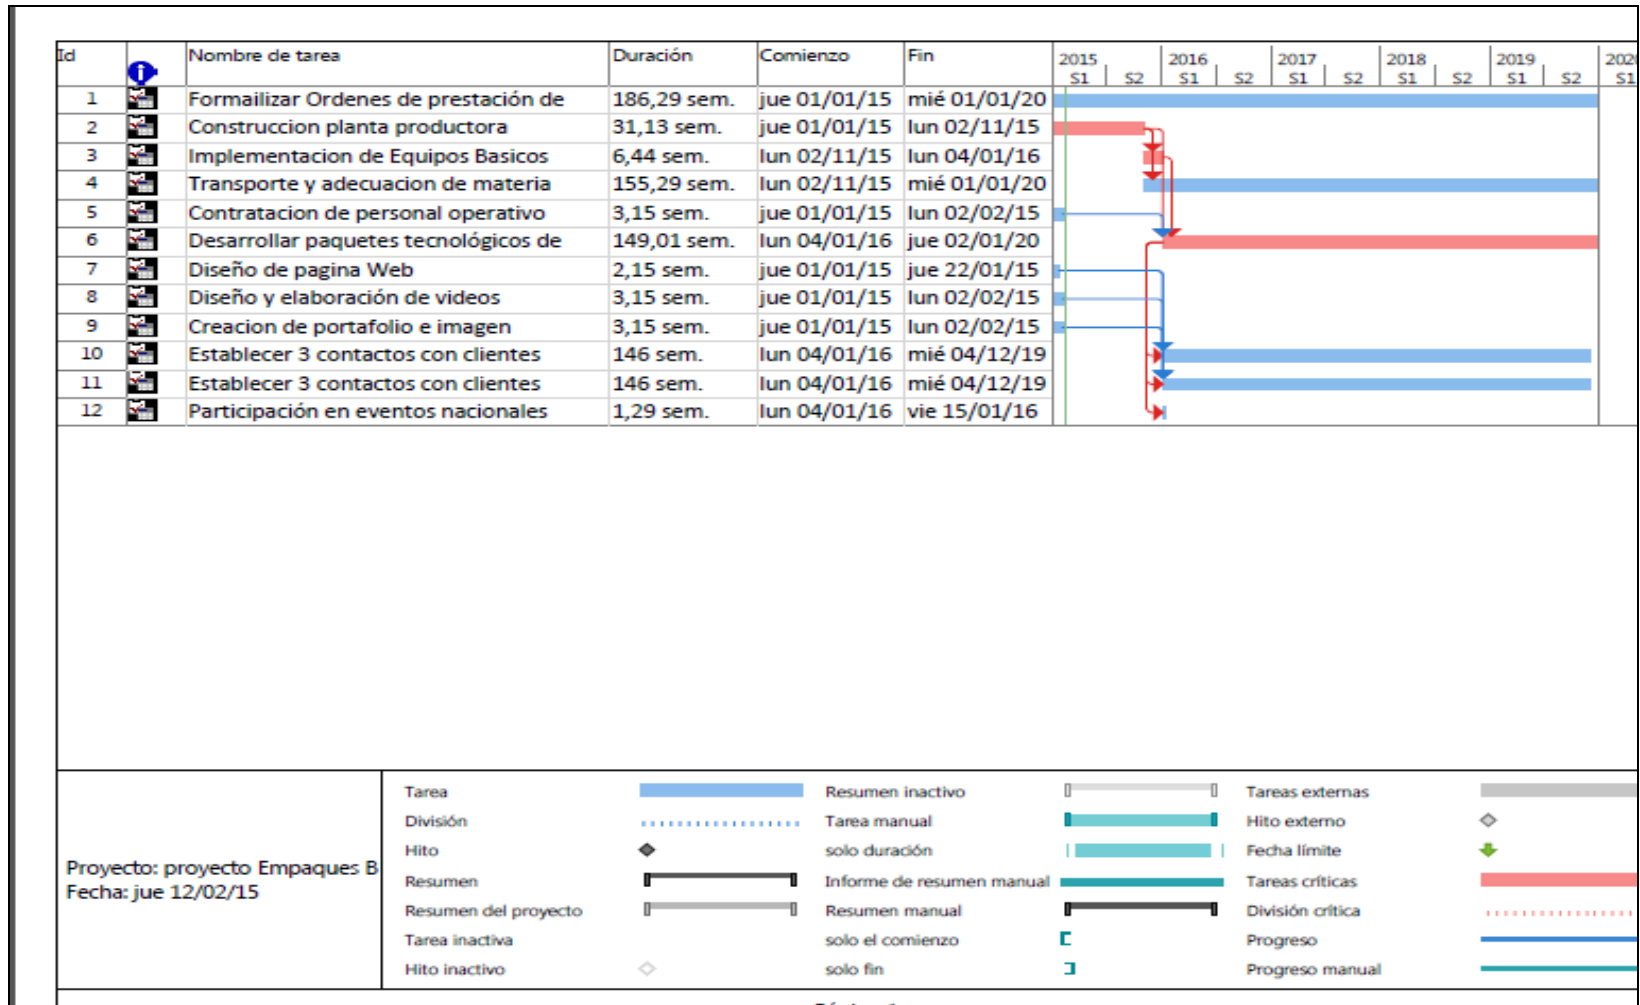 Id Nombre de tarea Duración Comienzo Fin 2015 2016 2017 2018 2019
S1 S2 S1 S2 S1 S2 S1 S2 S1 S2 S1
1 Formailizar Ordenes de prestación de 186,29 sem. jue 01/01/15 mié 01/01/20
2 Construccion planta productora 31,13 sem. jue 01/01/15 lun 02/11/15
3 Implementacion de Equipos Basicos 6,44 sem. lun 02/11/15 lun 04/01/16
4 Transporte y adecuacion de materia 155,29 sem. lun 02/11/15 mié 01/01/20
5 Contratacion de personal operativo 3,15 sem. jue 01/01/15 lun 02/02/15
6 Desarrollar paquetes tecnológicos de 149,01 sem. lun 04/01/16 jue 02/01/20
7 Diseño de pagina Web 2,15 sem. jue 01/01/15 jue 22/01/15
8 Diseño y elaboración de videos 3,15 sem. jue 01/01/15 lun 02/02/15
9 Creacion de portafolio e imagen 3,15 sem. jue 01/01/15 lun 02/02/15
10 Establecer 3 contactos con clientes 146 sem. lun 04/01/16 mié 04/12/19
11 Establecer 3 contactos con clientes 146 sem. lun 04/01/16 mié 04/12/19
12 Participación en eventos nacionales 1,29 sem. lun 04/01/16 vie 15/01/16
Proyecto: proyecto Empaques B
Fecha: jue 12/02/15
Tarea
División
Hito
Resumen
Resumen del proyecto
Tarea inactiva
Hito inactivo
Resumen inactivo
Tarea manual
solo duración
Informe de resumen manual
Resumen manual
solo el comienzo
solo fin
Tareas externas
Hito externo
Fecha límite
Tareas críticas
División crítica
Progreso
Progreso manual